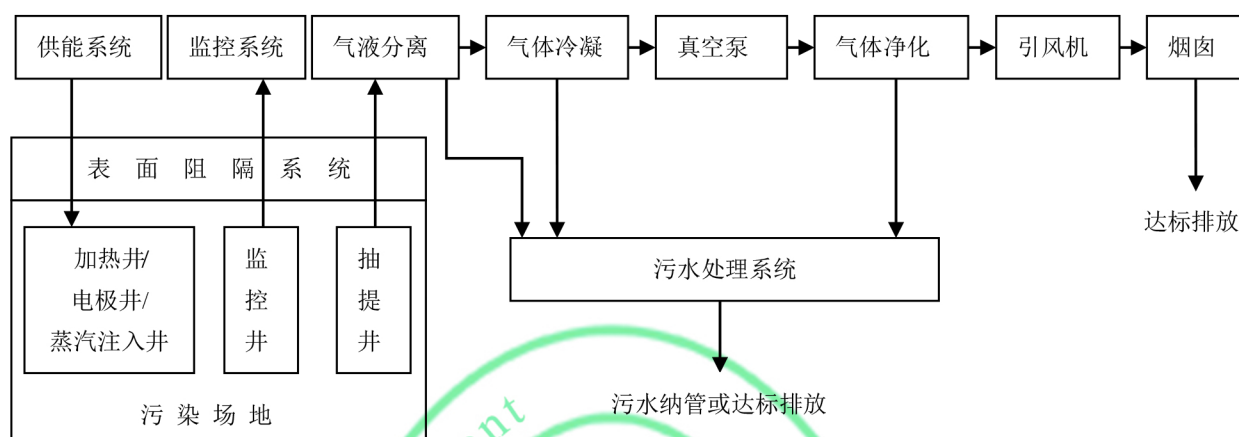 供能系统
监控系统
气液分离
气体冷凝
真空泵
气体净化
引风机
烟囱
表面阻隔系统
达标排放
加热井/
电极井/
蒸汽注入井
监
控
井
抽
提
井
污水处理系统
污水纳管或达标排放
污染场地